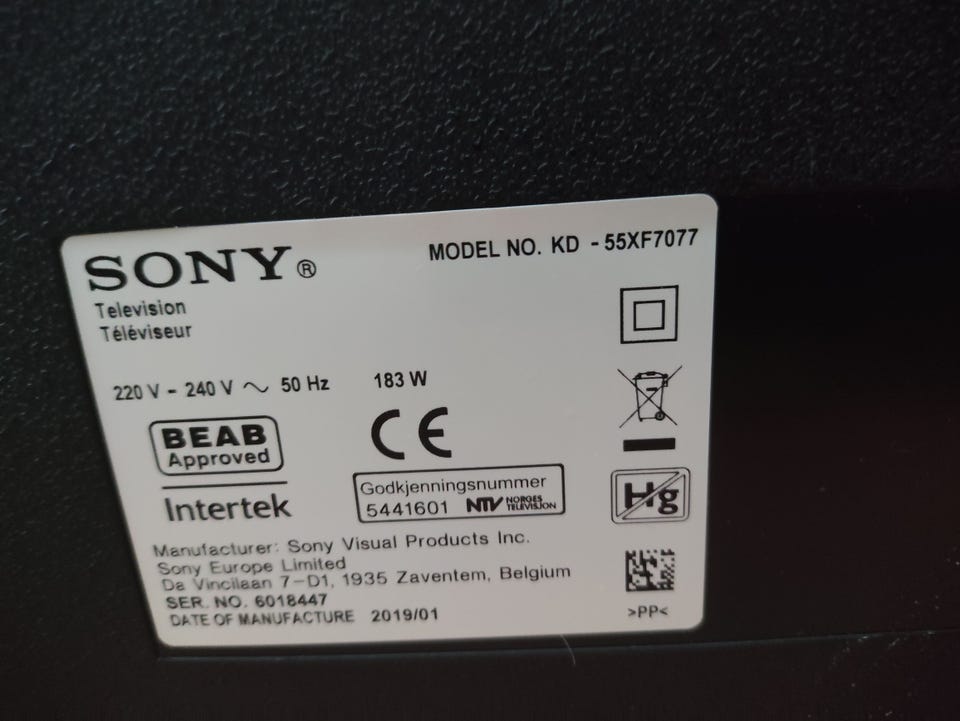 SONY®
MODEL NO. KD - 55XF7077
Television
Téléviseur
220 V - 240 V ~ 50 Hz 183 W
BEAB
Approved
Intertek
CE
Godkjenningsnummer
5441601 NTV NORGES
TELEVISJON
Hg
Manufacturer: Sony Visual Products Inc.
Sony Europe Limited
Da Vincilaan 7-D1, 1935 Zaventem, Belgium
SER. NO. 6018447
DATE OF MANUFACTURE 2019/01
>PP<